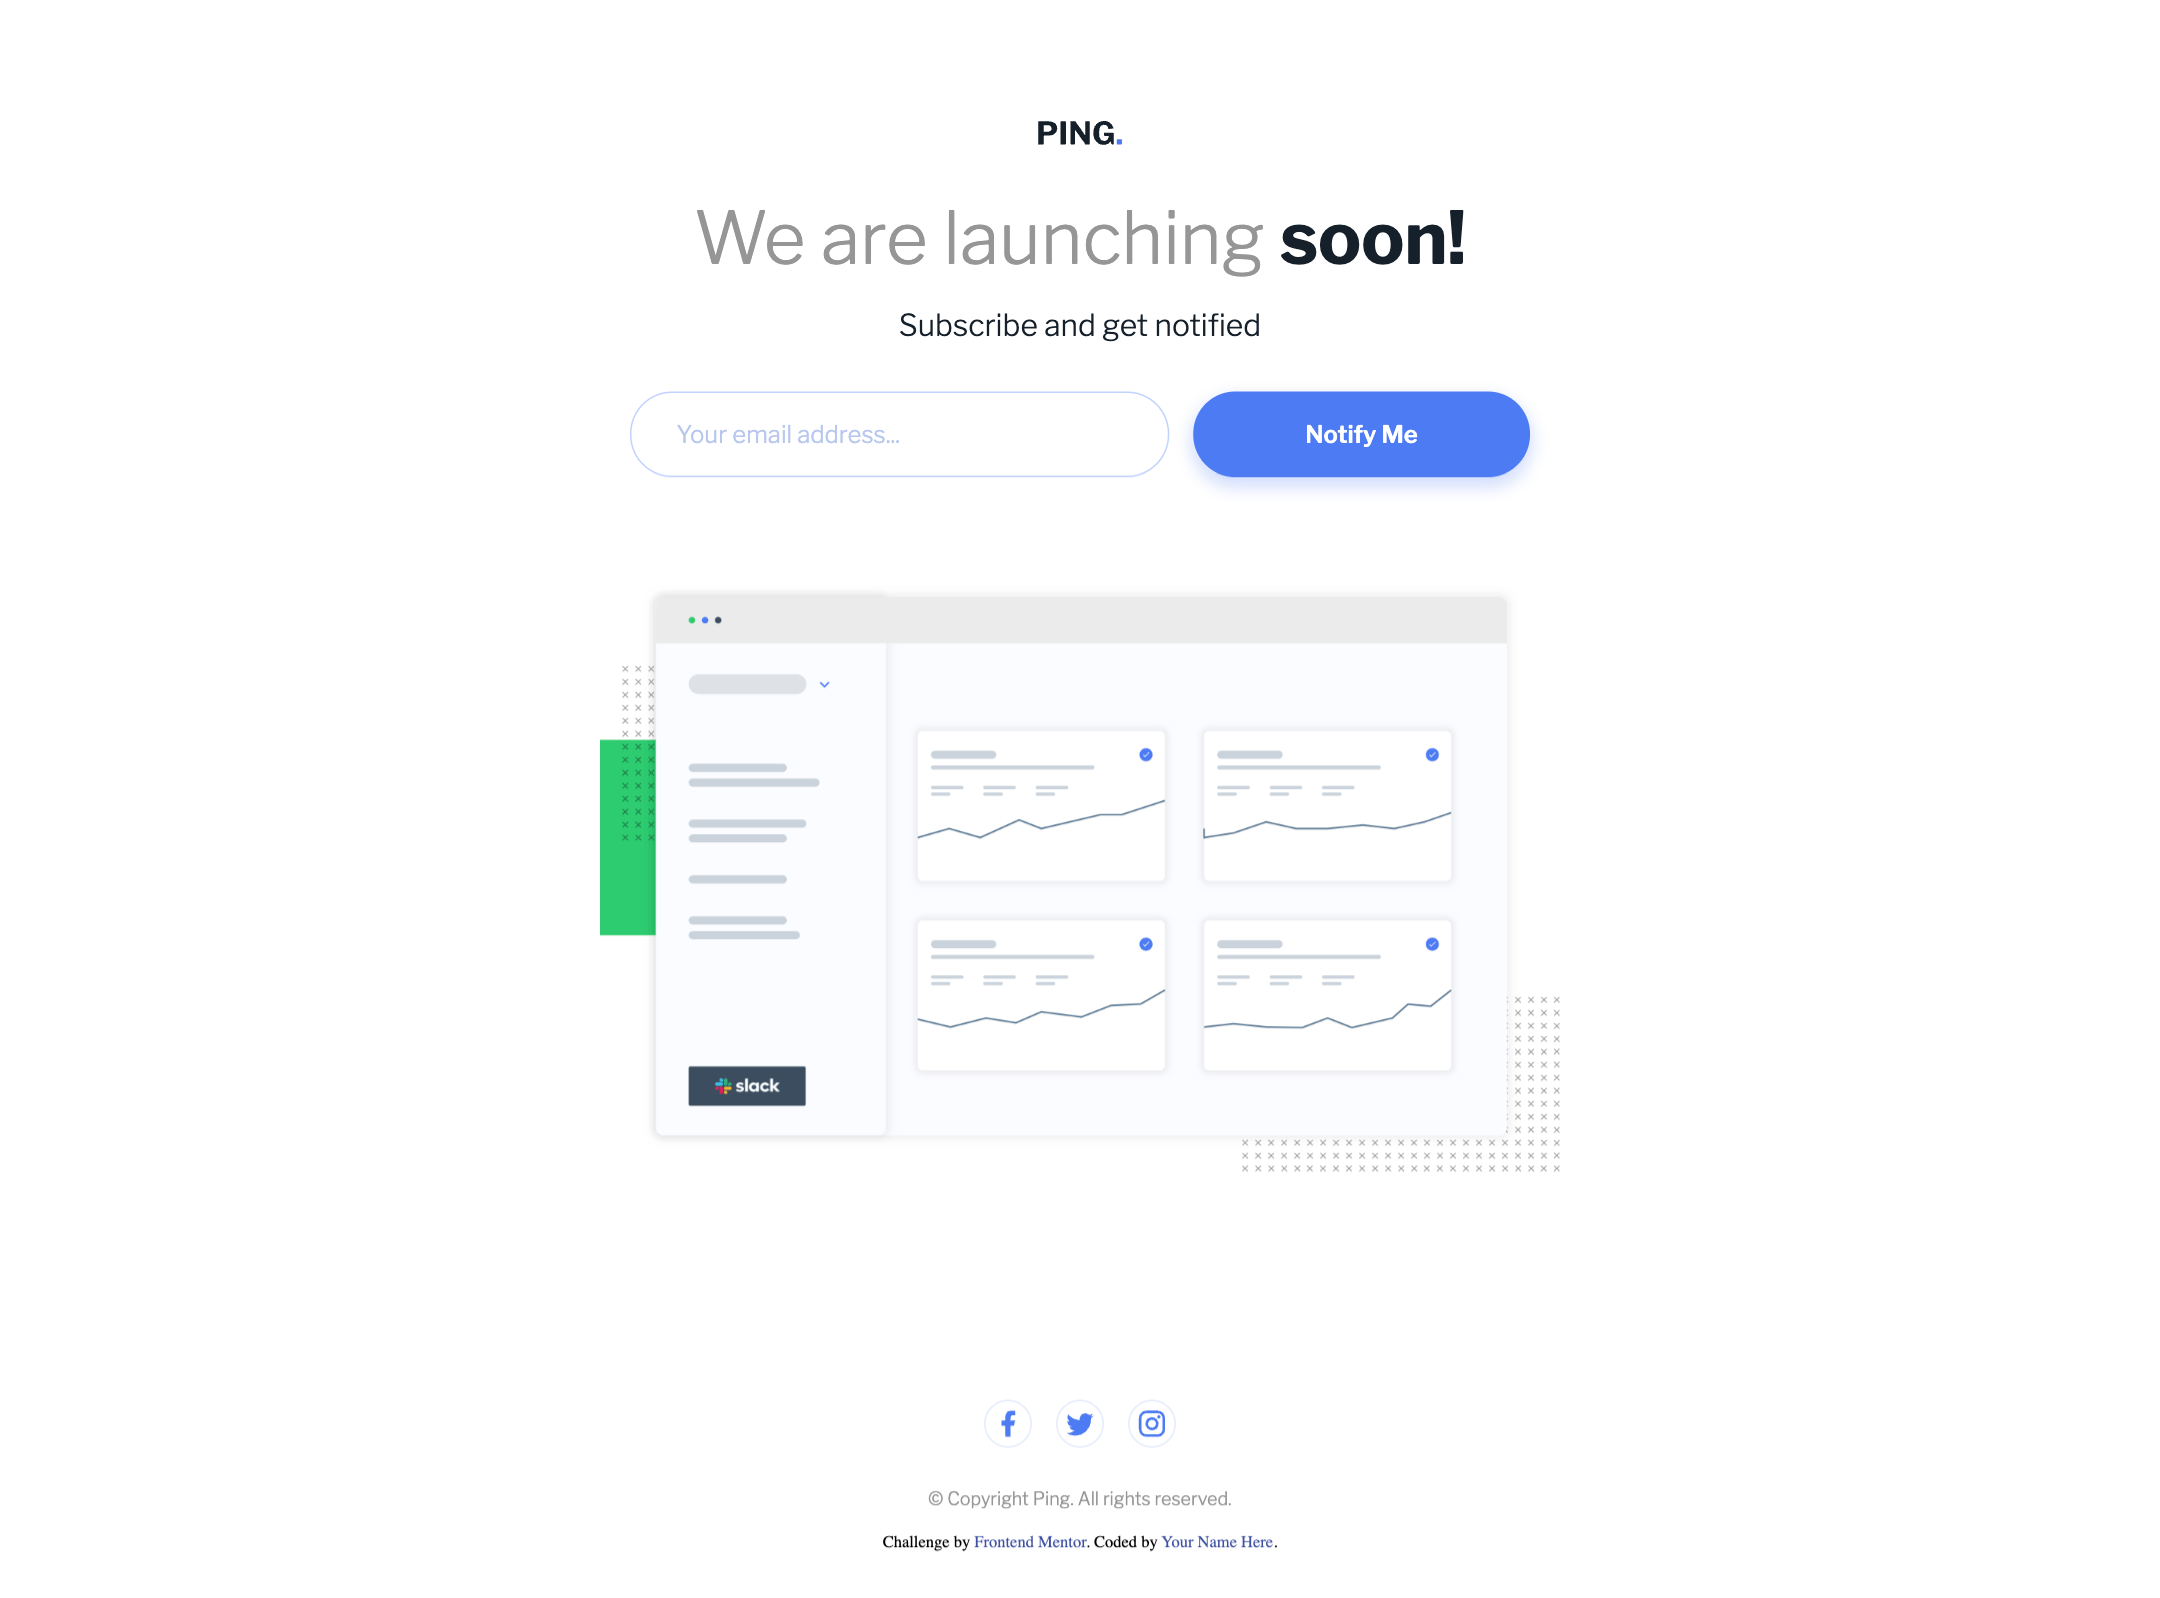 PING.
We are launching soon!
Subscribe and get notified
Your email address...
Notify Me
slack
© Copyright Ping. All rights reserved.
Challenge by Frontend Mentor. Coded by Your Name Here.